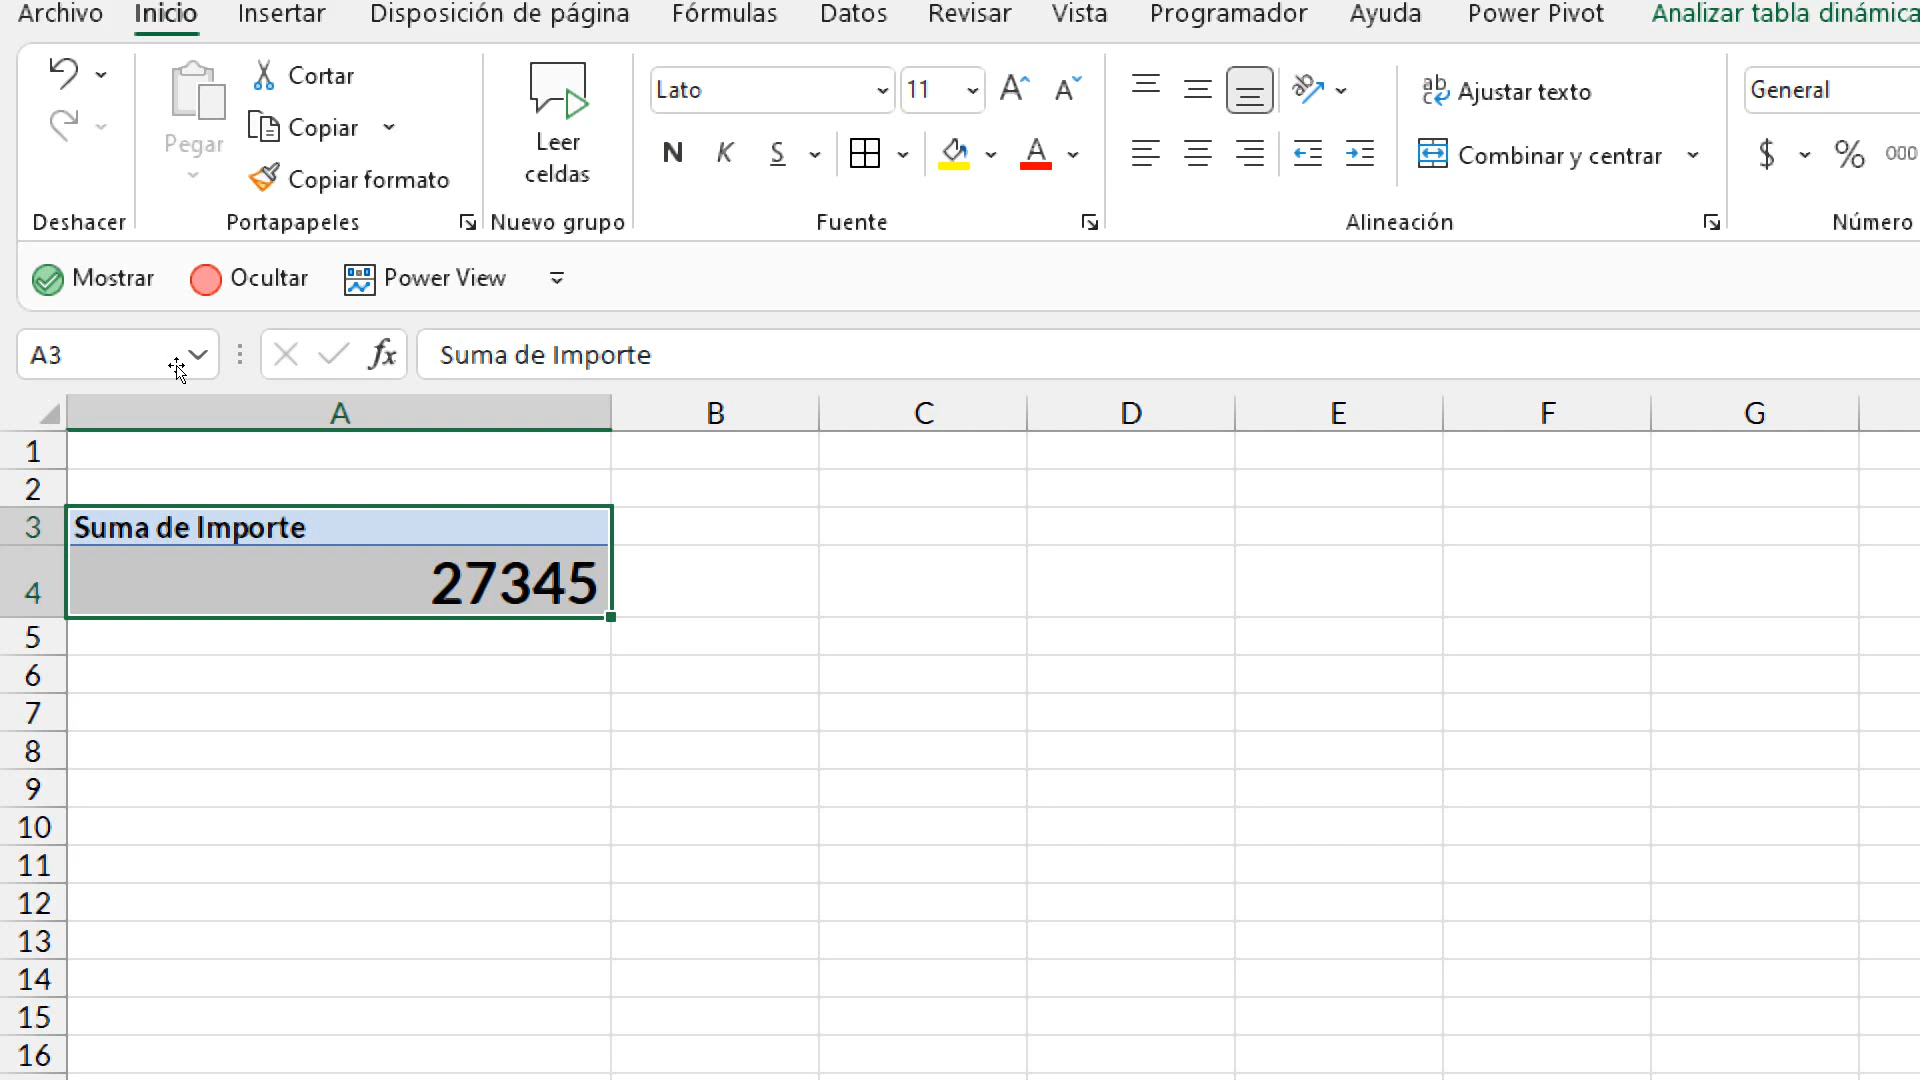 Archivo Inicio Insertar Disposición de página Fórmulas Datos Revisar Vista Programador Ayuda Power Pivot Analizar tabla dinámica
Cortar
Copiar
Copiar formato
Pegar
Leer
celdas
Lato 11
N K S
Ajustar texto
Combinar y centrar
General
$ % 000
Deshacer Portapapeles Nuevo grupo Fuente Alineación Número
Mostrar Ocultar Power View
A3 fx Suma de Importe
A B C D E F G
1
2
3 Suma de Importe
4 27345
5
6
7
8
9
10
11
12
13
14
15
16